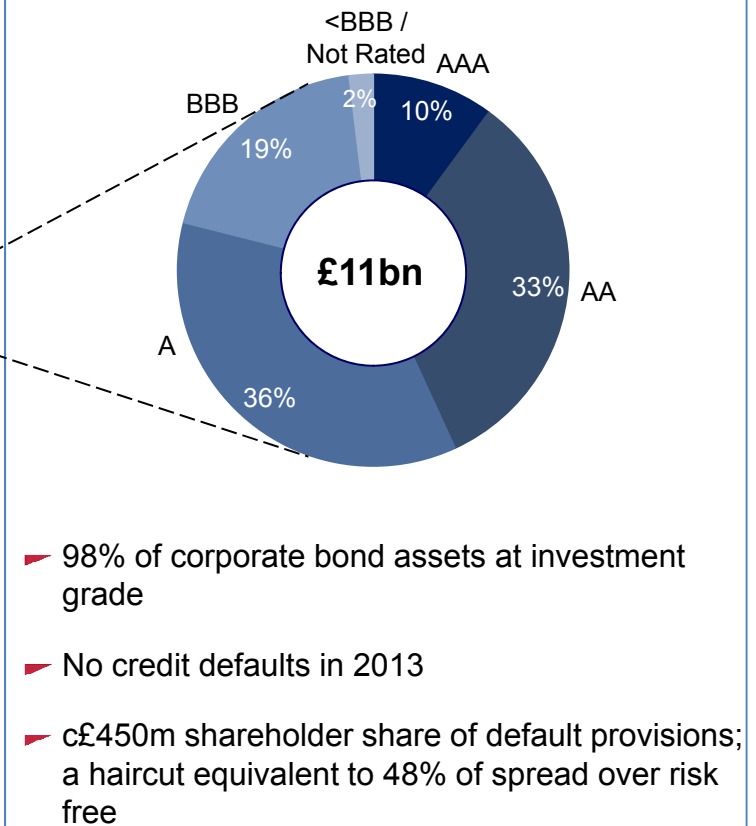 <BBB /
Not Rated
AAA
BBB
2%
10%
19%
£11bn
33%
AA
A
36%
98% of corporate bond assets at investment
grade
No credit defaults in 2013
c£450m shareholder share of default provisions;
a haircut equivalent to 48% of spread over risk
free